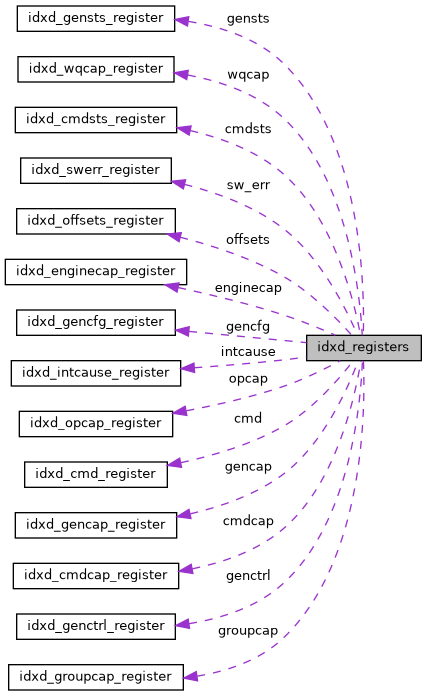 idxd_gensts_register
gensts
idxd_wqcap_register
wqcap
idxd_cmdsts_register
cmdsts
idxd_swerr_register
sw_err
idxd_offsets_register
offsets
idxd_enginecap_register
enginecap
idxd_gencfg_register
gencfg
idxd_registers
intcause
idxd_intcause_register
opcap
idxd_opcap_register
cmd
idxd_cmd_register
gencap
idxd_gencap_register
cmdcap
idxd_cmdcap_register
genctrl
idxd_genctrl_register
groupcap
idxd_groupcap_register